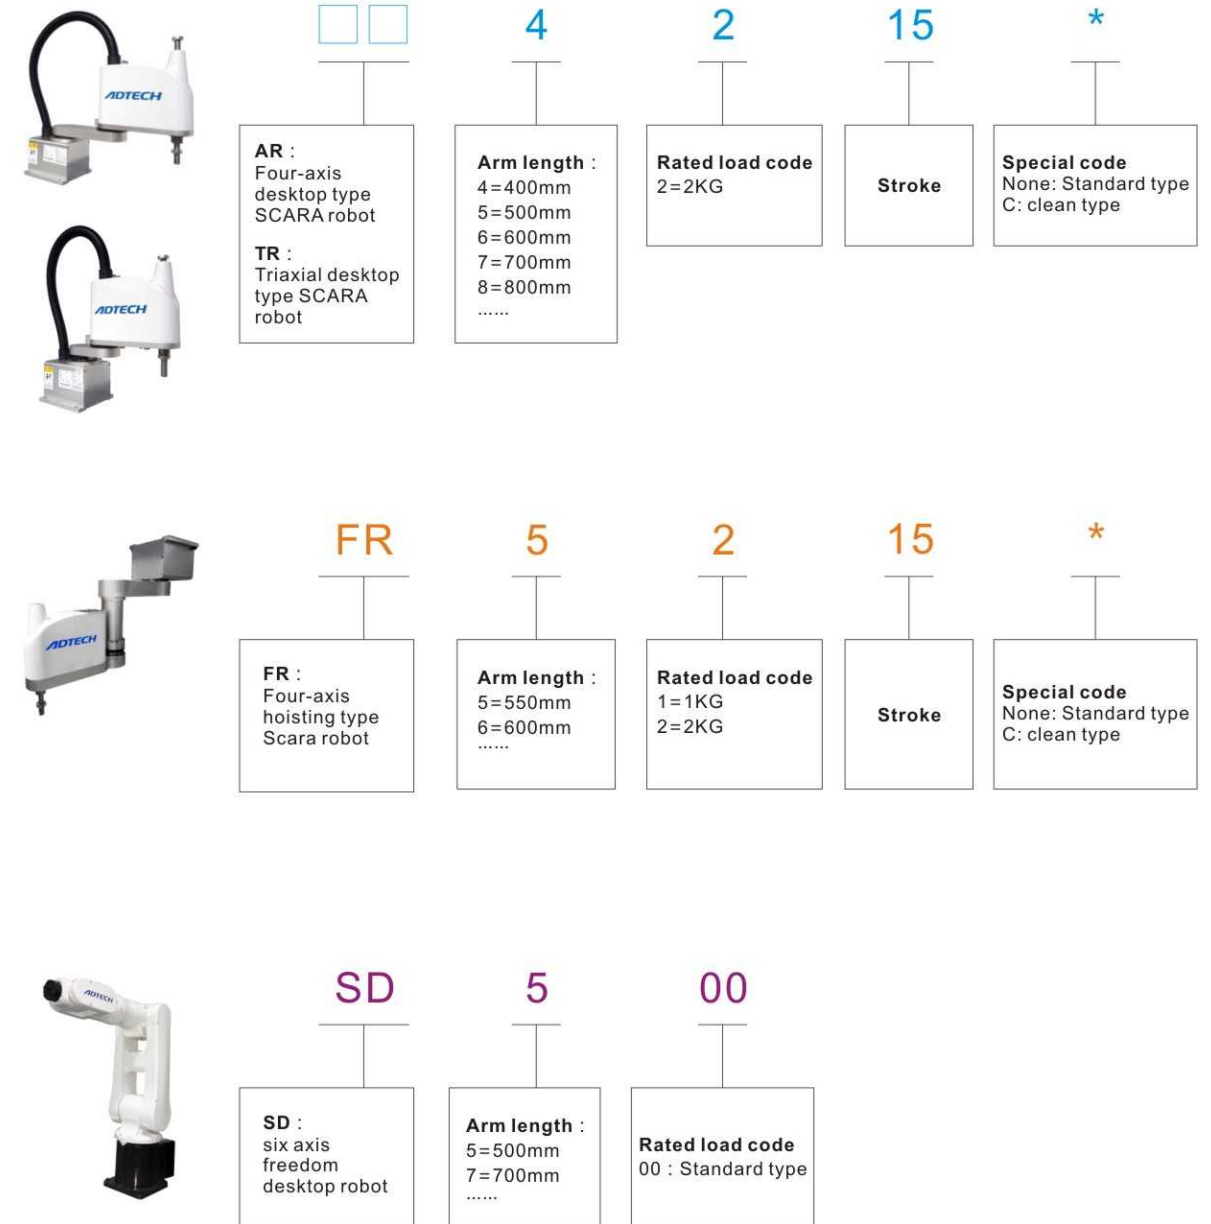 □□ 4 2 15 *
ADTECH
AR :
Four-axis
desktop type
SCARA robot
TR :
Triaxial desktop
type SCARA
robot
Arm length :
4=400mm
5=500mm
6=600mm
7=700mm
8=800mm
......
Rated load code
2=2KG
Stroke
Special code
None: Standard type
C: clean type
ADTECH
FR 5 2 15 *
ADTECH
FR :
Four-axis
hoisting type
Scara robot
Arm length :
5=550mm
6=600mm
......
Rated load code
1=1KG
2=2KG
Stroke
Special code
None: Standard type
C: clean type
SD 5 00
ADTECH
SD :
six axis
freedom
desktop robot
Arm length :
5=500mm
7=700mm
......
Rated load code
00 : Standard type